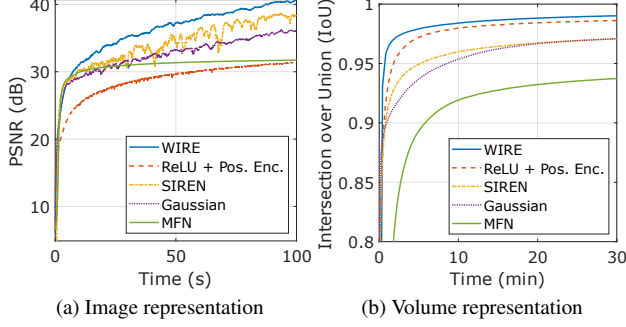 40
30
20
10
PSNR (dB)
WIRE
ReLU + Pos. Enc.
SIREN
Gaussian
MFN
0
50
100
Time (s)
(a) Image representation
1
0.95
0.9
0.85
0.8
Intersection over Union (IoU)
WIRE
ReLU + Pos. Enc.
SIREN
Gaussian
MFN
0
10
20
30
Time (min)
(b) Volume representation